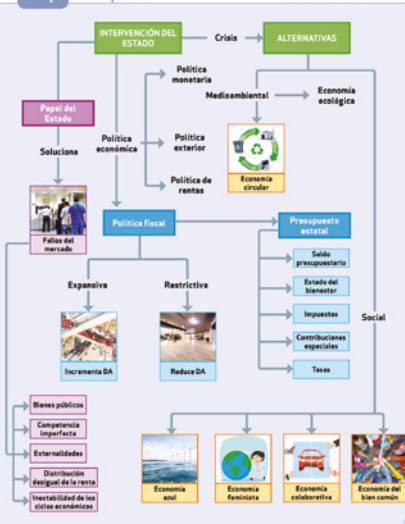 INTERVENCIÓN DEL
ESTADO
Crisis
ALTERNATIVAS
Política
monetaria
Medioambiental
Economía
ecológica
Papel del
Estado
Política
económica
Política
exterior
Soluciona
Política de
rentas
Economía
circular
Fallos del
mercado
Política fiscal
Presupuesto
estatal
Saldo
presupuestario
Expansiva
Restrictiva
Estado del
bienestar
Impuestos
Social
Contribuciones
especiales
Incrementa DA
Reduce DA
Tasas
Bienes públicos
Competencia
imperfecta
Externalidades
Distribución
desigual de la renta
Inestabilidad de los
ciclos económicos
Economía
azul
Economía
feminista
Economía
colaborativa
Economía del
bien común